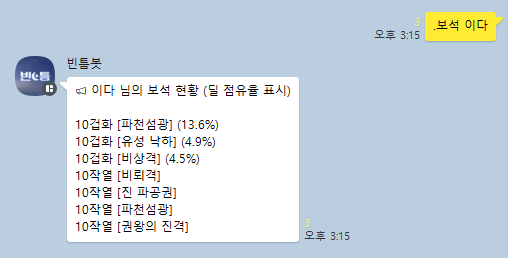 3
오후 3:15
.보석 이다
빈틈
빈틈봇
이다 님의 보석 현황 (딜 점유율 표시)
10겁화 [파천섬광] (13.6%)
10겁화 [유성 낙하] (4.9%)
10겁화 [비상격] (4.5%)
10작열 [비뢰격]
10작열 [진 파공권]
10작열 [파천섬광]
10작열 [권왕의 진격]
3
오후 3:15